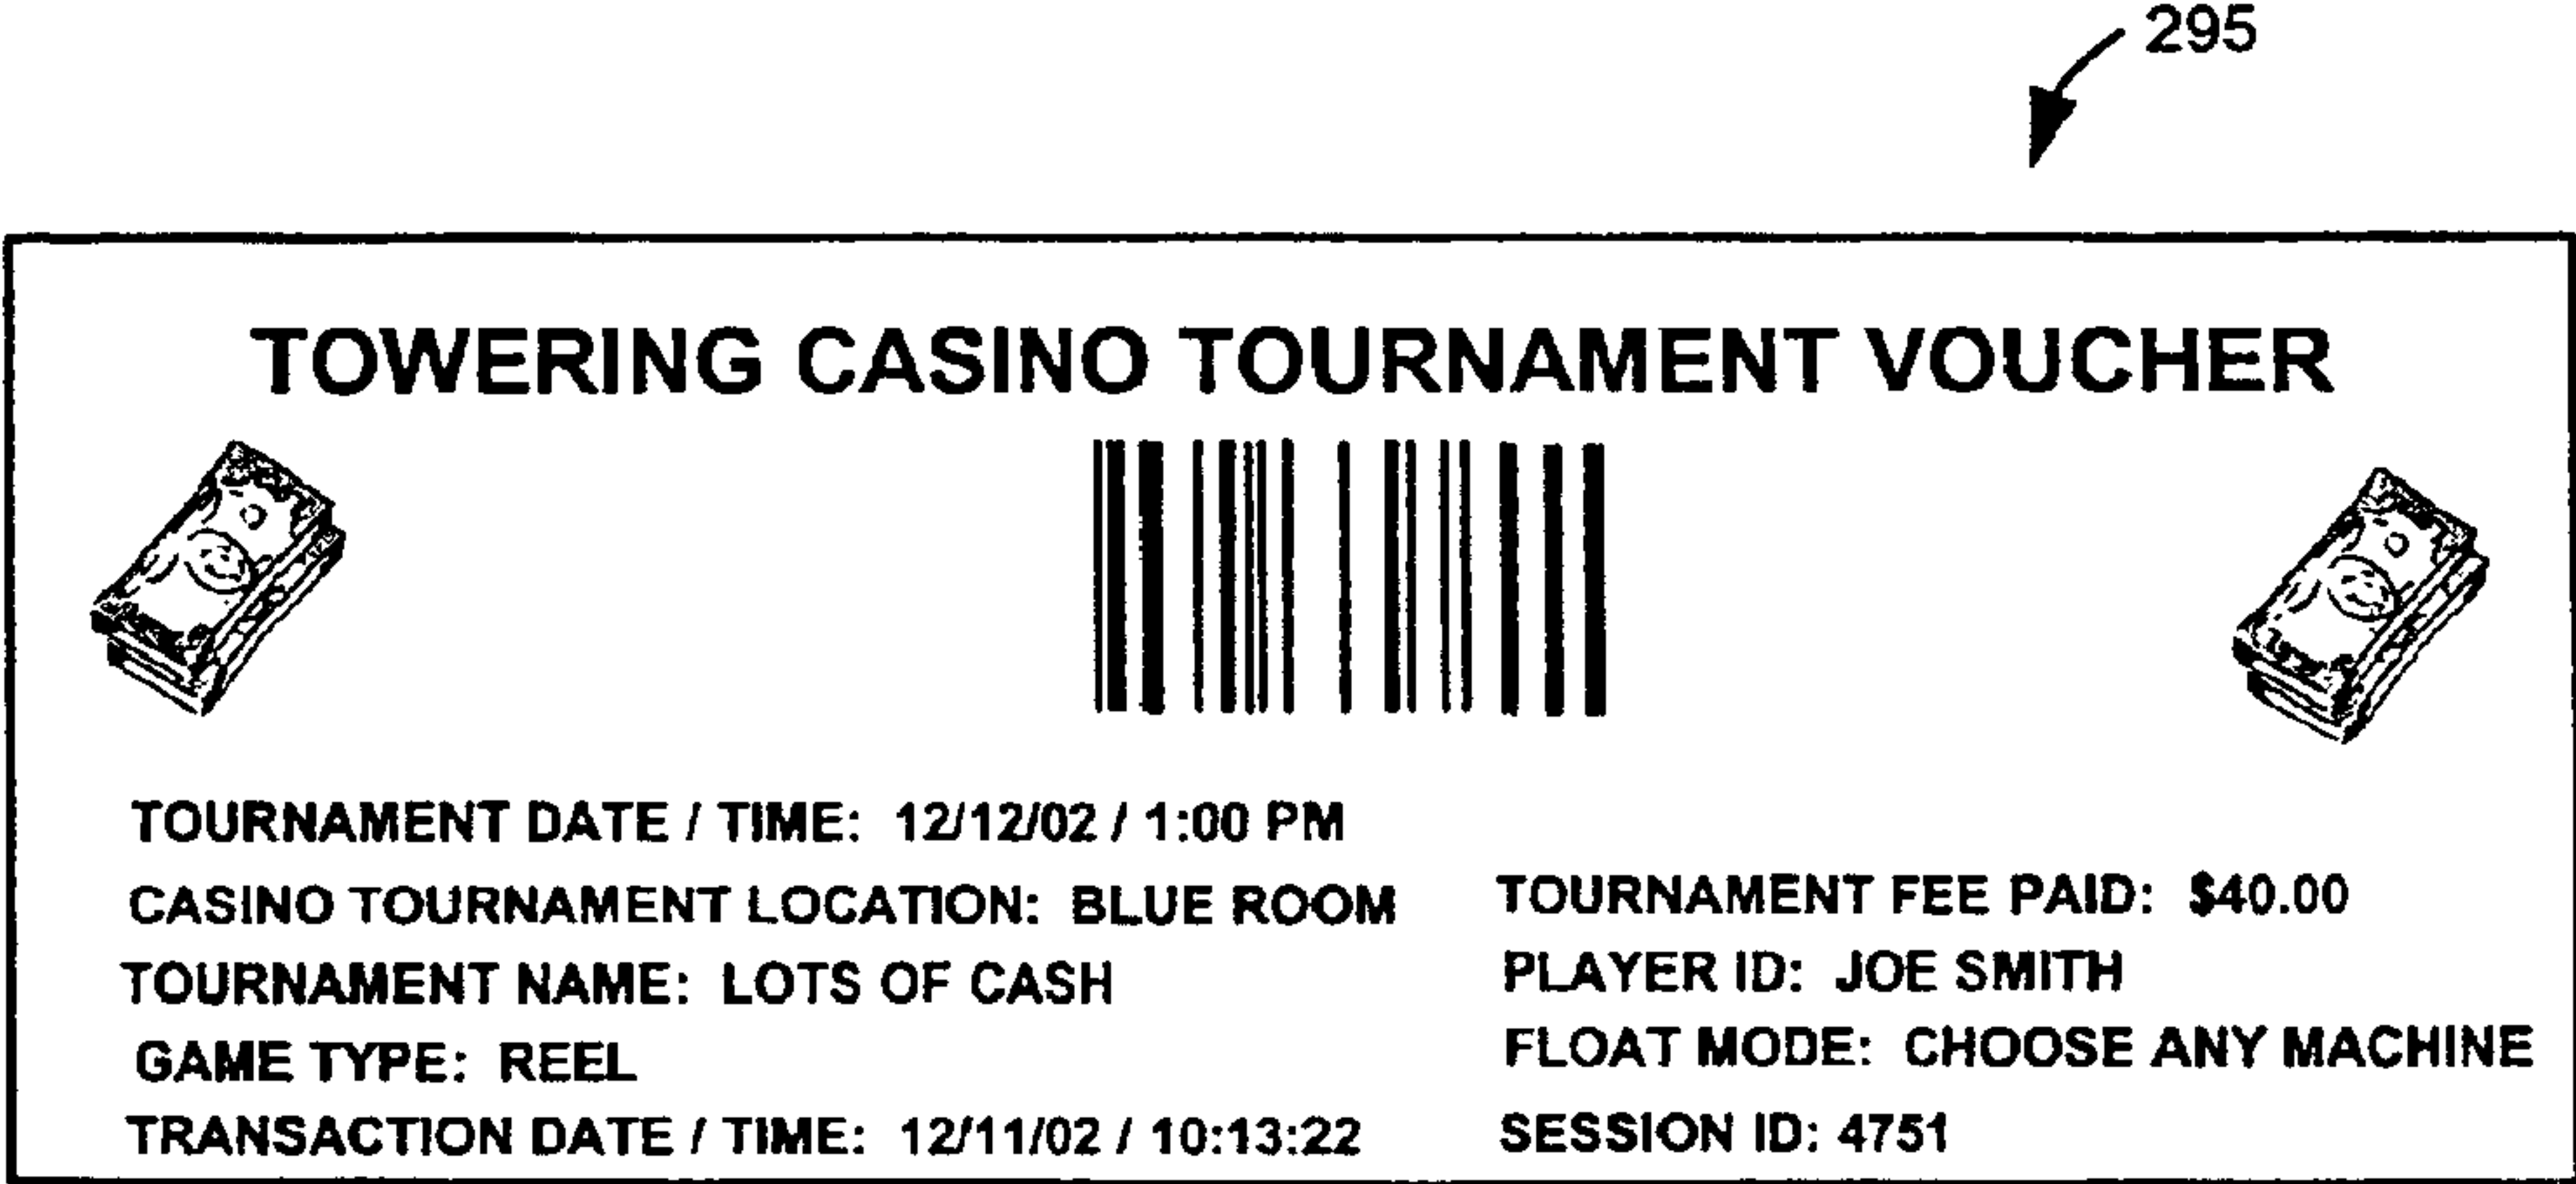 295
TOWERING CASINO TOURNAMENT VOUCHER
TOURNAMENT DATE / TIME: 12/12/02 / 1:00 PM
CASINO TOURNAMENT LOCATION: BLUE ROOM
TOURNAMENT NAME: LOTS OF CASH
GAME TYPE: REEL
TRANSACTION DATE / TIME: 12/11/02 / 10:13:22
TOURNAMENT FEE PAID: $40.00
PLAYER ID: JOE SMITH
FLOAT MODE: CHOOSE ANY MACHINE
SESSION ID: 4751